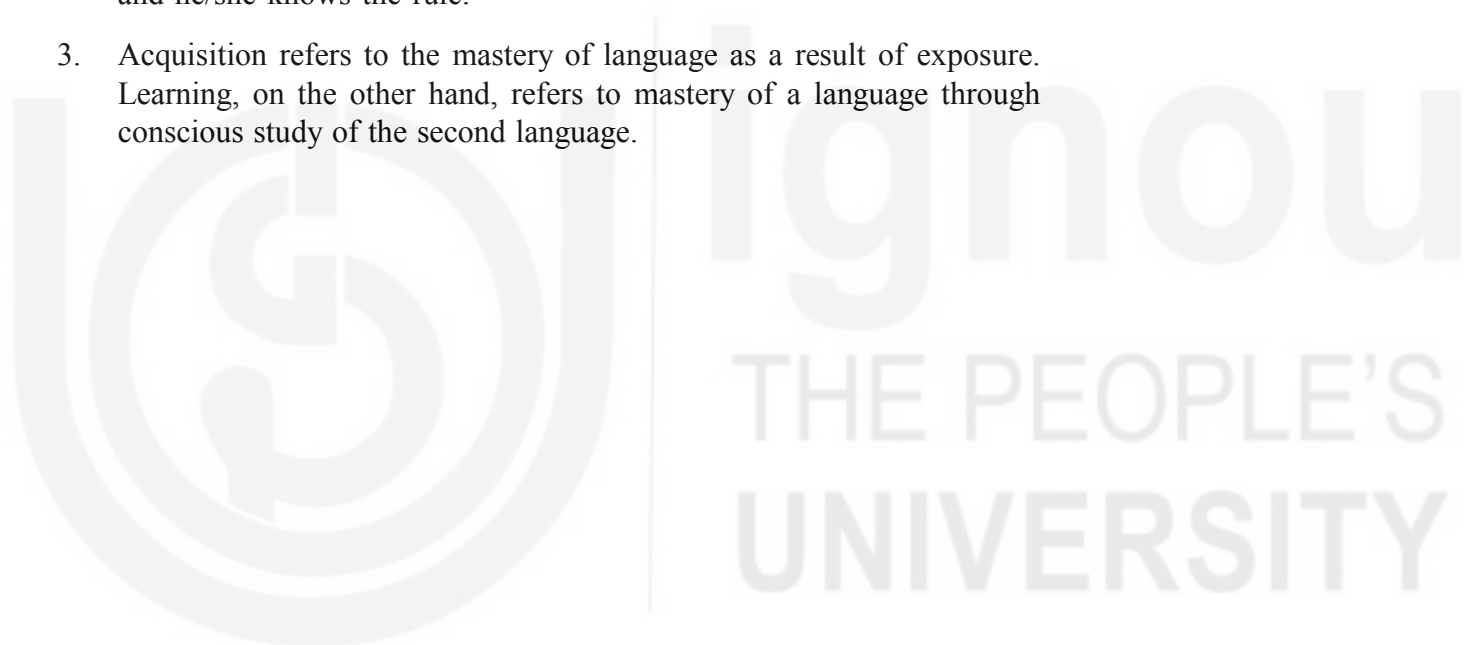 and he/she knows the rule.
3. Acquisition refers to the mastery of language as a result of exposure.
Learning, on the other hand, refers to mastery of a language through
conscious study of the second language.
ignou
THE PEOPLE'S
UNIVERSITY